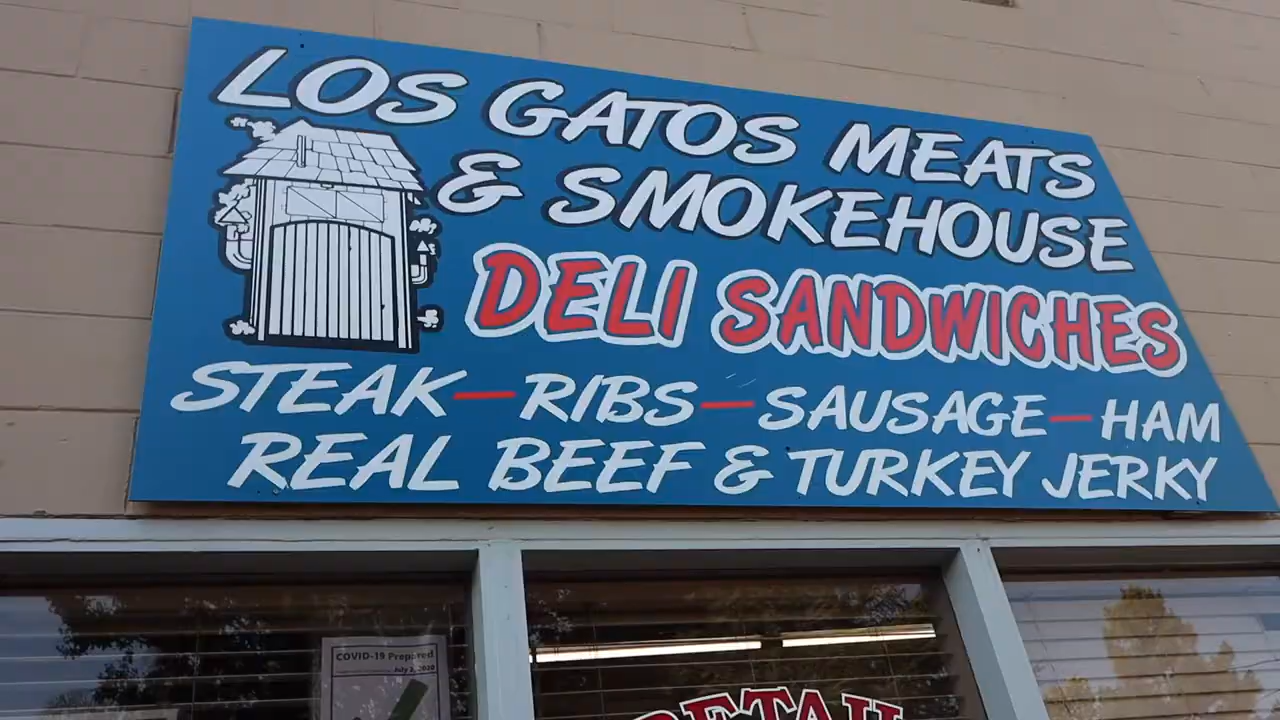 LOS GATOS MEATS
& SMOKEHOUSE
DELI SANDWICHES
STEAK — RIBS — SAUSAGE — HAM
REAL BEEF & TURKEY JERKY
COVID-19 Prepared
July 2, 2020
RETAIL